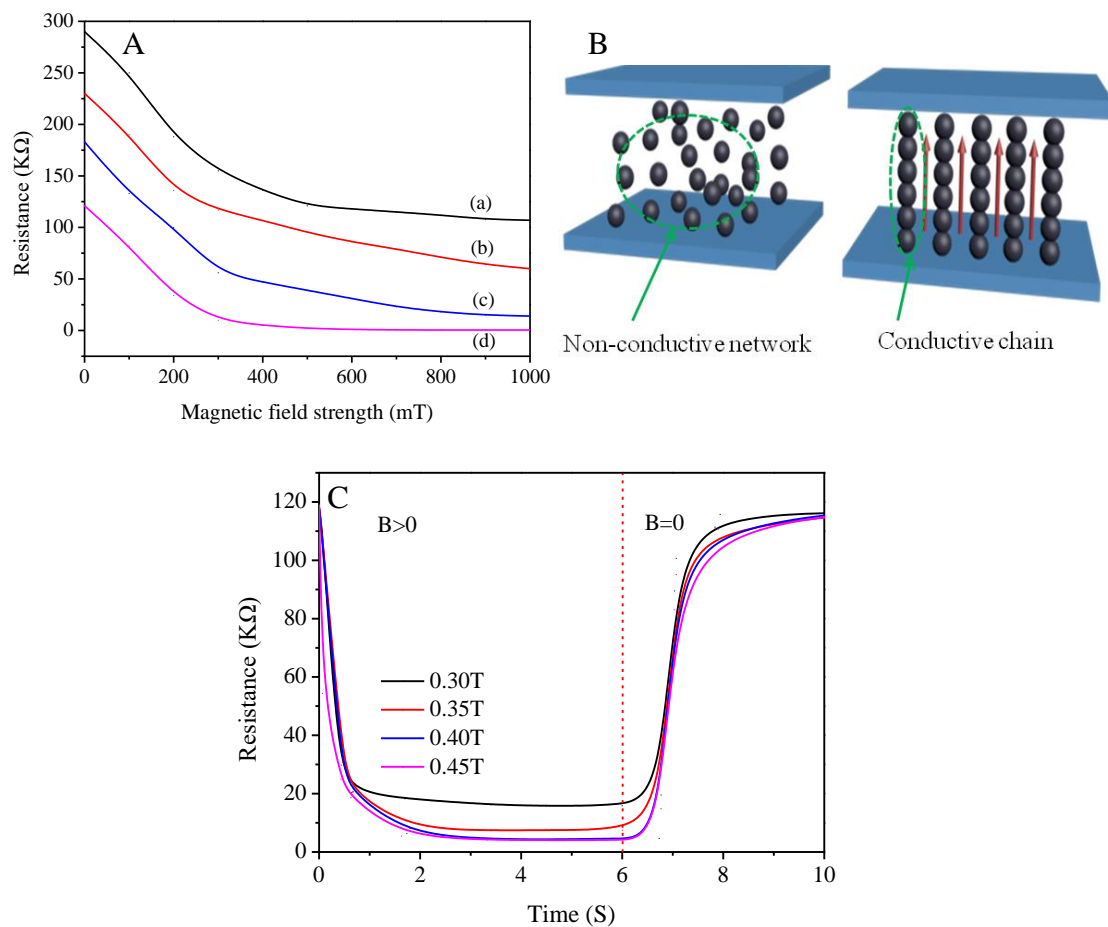 A
300
250
200
150
100
50
0
Resistance (KΩ)
(a)
(b)
(c)
(d)
0 200 400 600 800 1000
Magnetic field strength (mT)
B
Non-conductive network
Conductive chain
C
120
100
80
60
40
20
0
Resistance (KΩ)
B>0
B=0
0.30T
0.35T
0.40T
0.45T
0 2 4 6 8 10
Time (S)